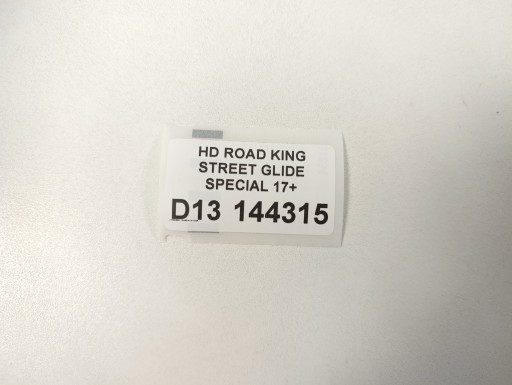 HD ROAD KING
STREET GLIDE
SPECIAL 17+
D13 144315